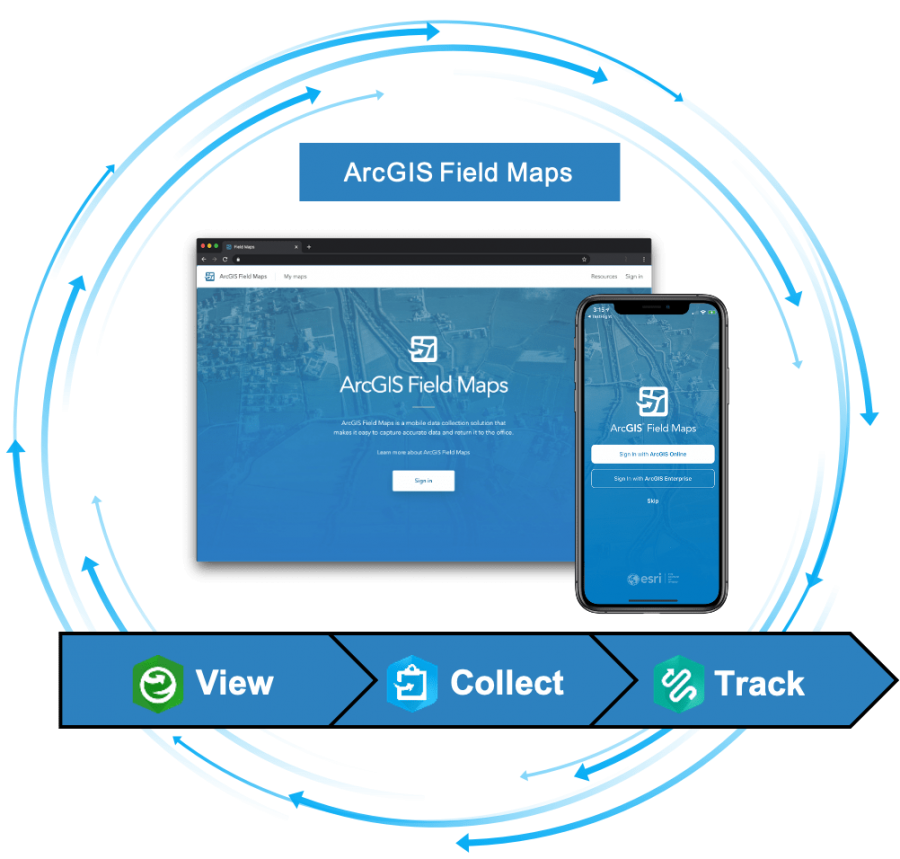 ArcGIS Field Maps
Field Maps
ArcGIS Field Maps My maps Resources Sign in
ArcGIS Field Maps
ArcGIS Field Maps is a mobile data collection solution that
makes it easy to capture accurate data and return it to the office.
Learn more about ArcGIS Field Maps
Sign in
3:15
ArcGIS® Field Maps
Sign In with ArcGIS Online
Sign In with ArcGIS Enterprise
Skip
esri
View
Collect
Track